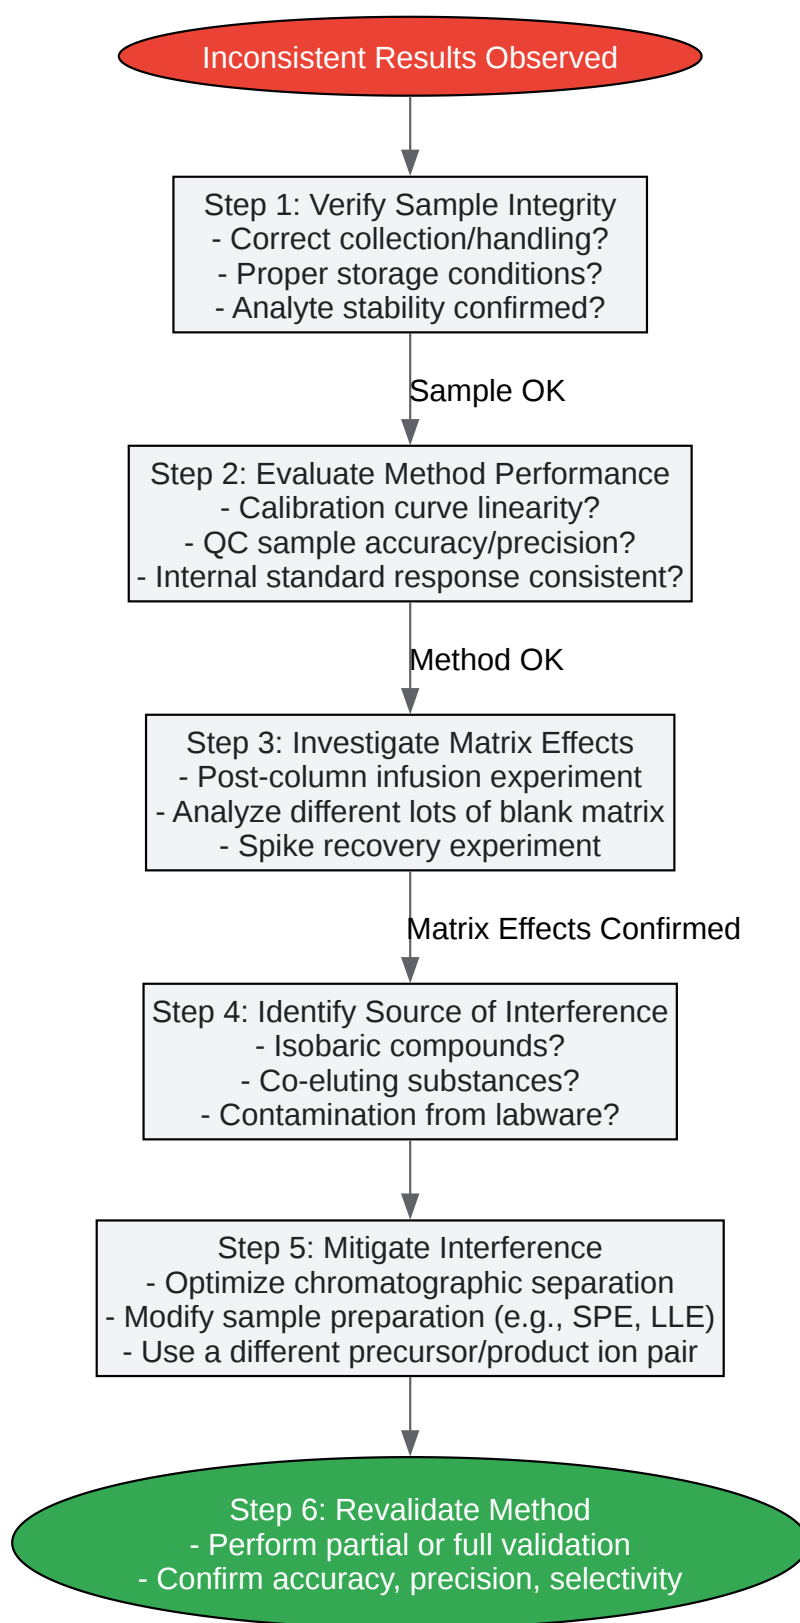 Inconsistent Results Observed
Step 1: Verify Sample Integrity
- Correct collection/handling?
- Proper storage conditions?
- Analyte stability confirmed?
Sample OK
Step 2: Evaluate Method Performance
- Calibration curve linearity?
- QC sample accuracy/precision?
- Internal standard response consistent?
Method OK
Step 3: Investigate Matrix Effects
- Post-column infusion experiment
- Analyze different lots of blank matrix
- Spike recovery experiment
Matrix Effects Confirmed
Step 4: Identify Source of Interference
- Isobaric compounds?
- Co-eluting substances?
- Contamination from labware?
Step 5: Mitigate Interference
- Optimize chromatographic separation
- Modify sample preparation (e.g., SPE, LLE)
- Use a different precursor/product ion pair
Step 6: Revalidate Method
- Perform partial or full validation
- Confirm accuracy, precision, selectivity